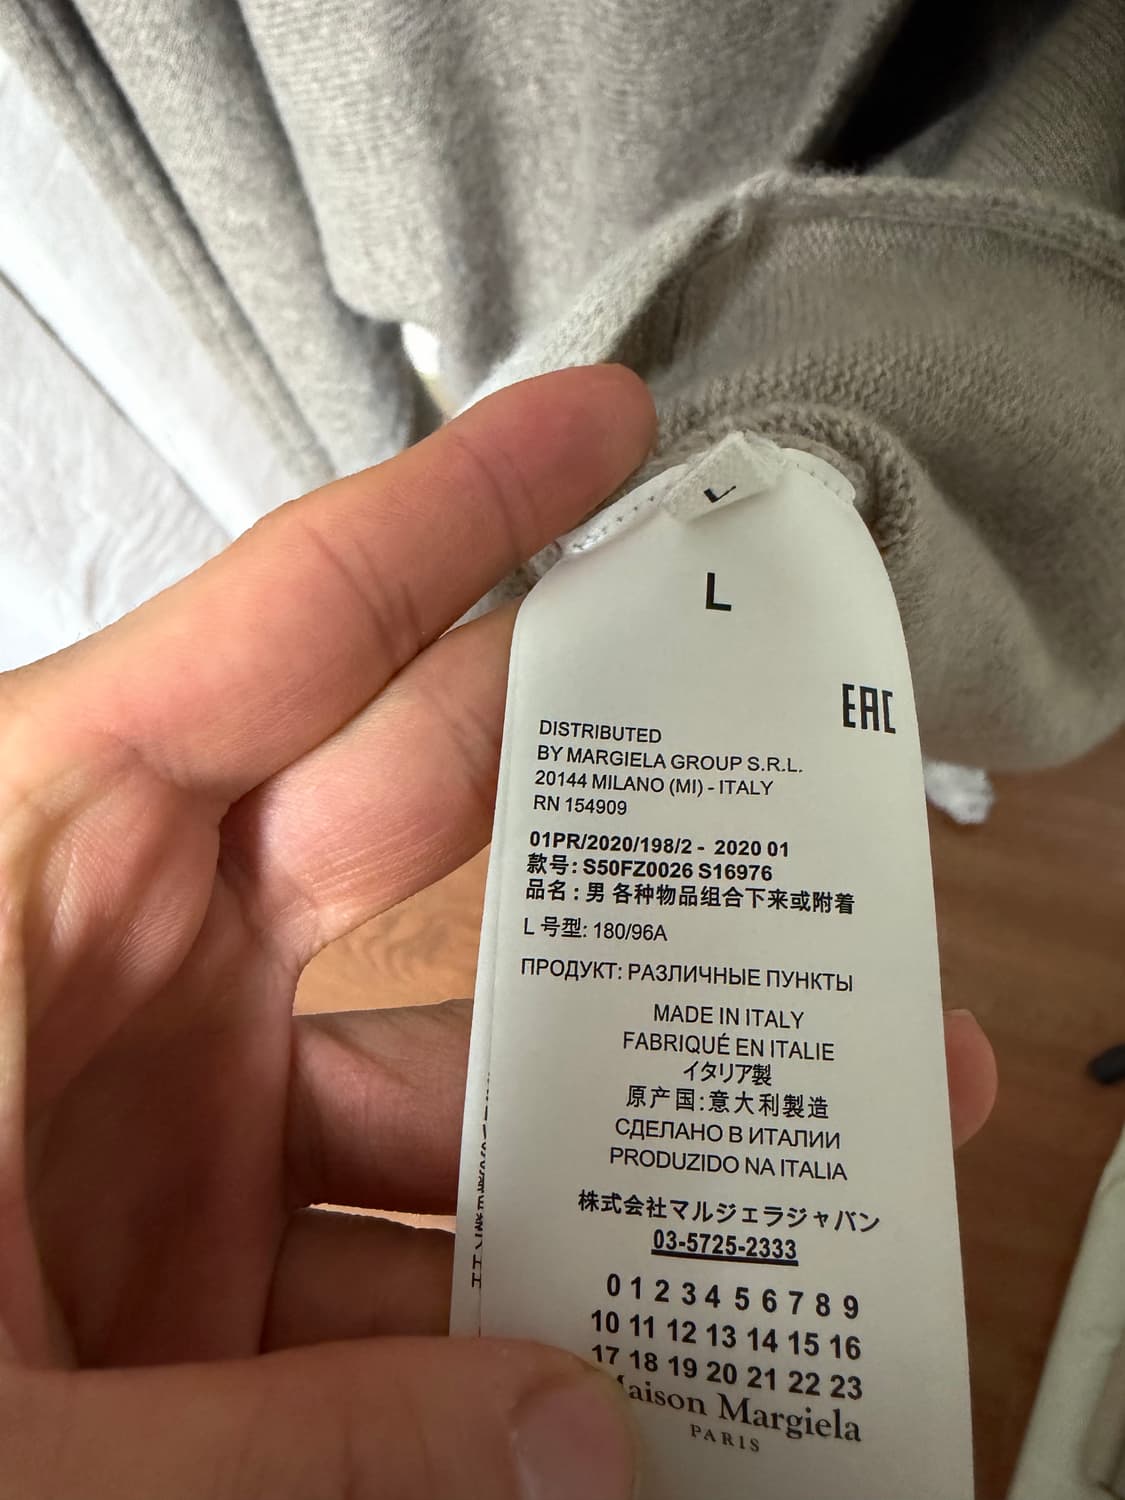 L
L
EAC
DISTRIBUTED
BY MARGIELA GROUP S.R.L.
20144 MILANO (MI) - ITALY
RN 154909
01PR/2020/198/2 - 2020 01
款号: S50FZ0026 S16976
品名: 男 各种物品组合下来或附着
L 号型: 180/96A
ПРОДУКТ: РАЗЛИЧНЫЕ ПУНКТЫ
MADE IN ITALY
FABRIQUÉ EN ITALIE
イタリア製
原产国:意大利製造
СДЕЛАНО В ИТАЛИИ
PRODUZIDO NA ITALIA
株式会社マルジェラジャパン
03-5725-2333
0 1 2 3 4 5 6 7 8 9
10 11 12 13 14 15 16
17 18 19 20 21 22 23
Maison Margiela
PARIS